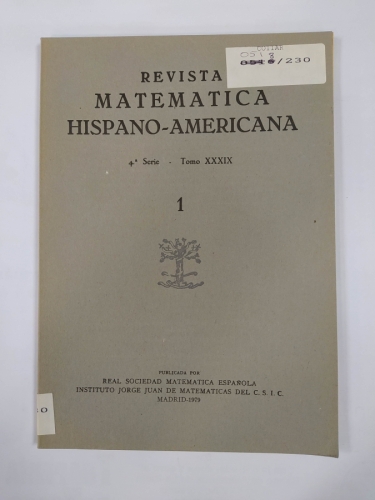 REVISTA
MATEMATICA
HISPANO-AMERICANA
4ª Serie - Tomo XXXIX
1
PUBLICADA POR
REAL SOCIEDAD MATEMATICA ESPAÑOLA
INSTITUTO JORGE JUAN DE MATEMATICAS DEL C. S. I. C.
MADRID-1979